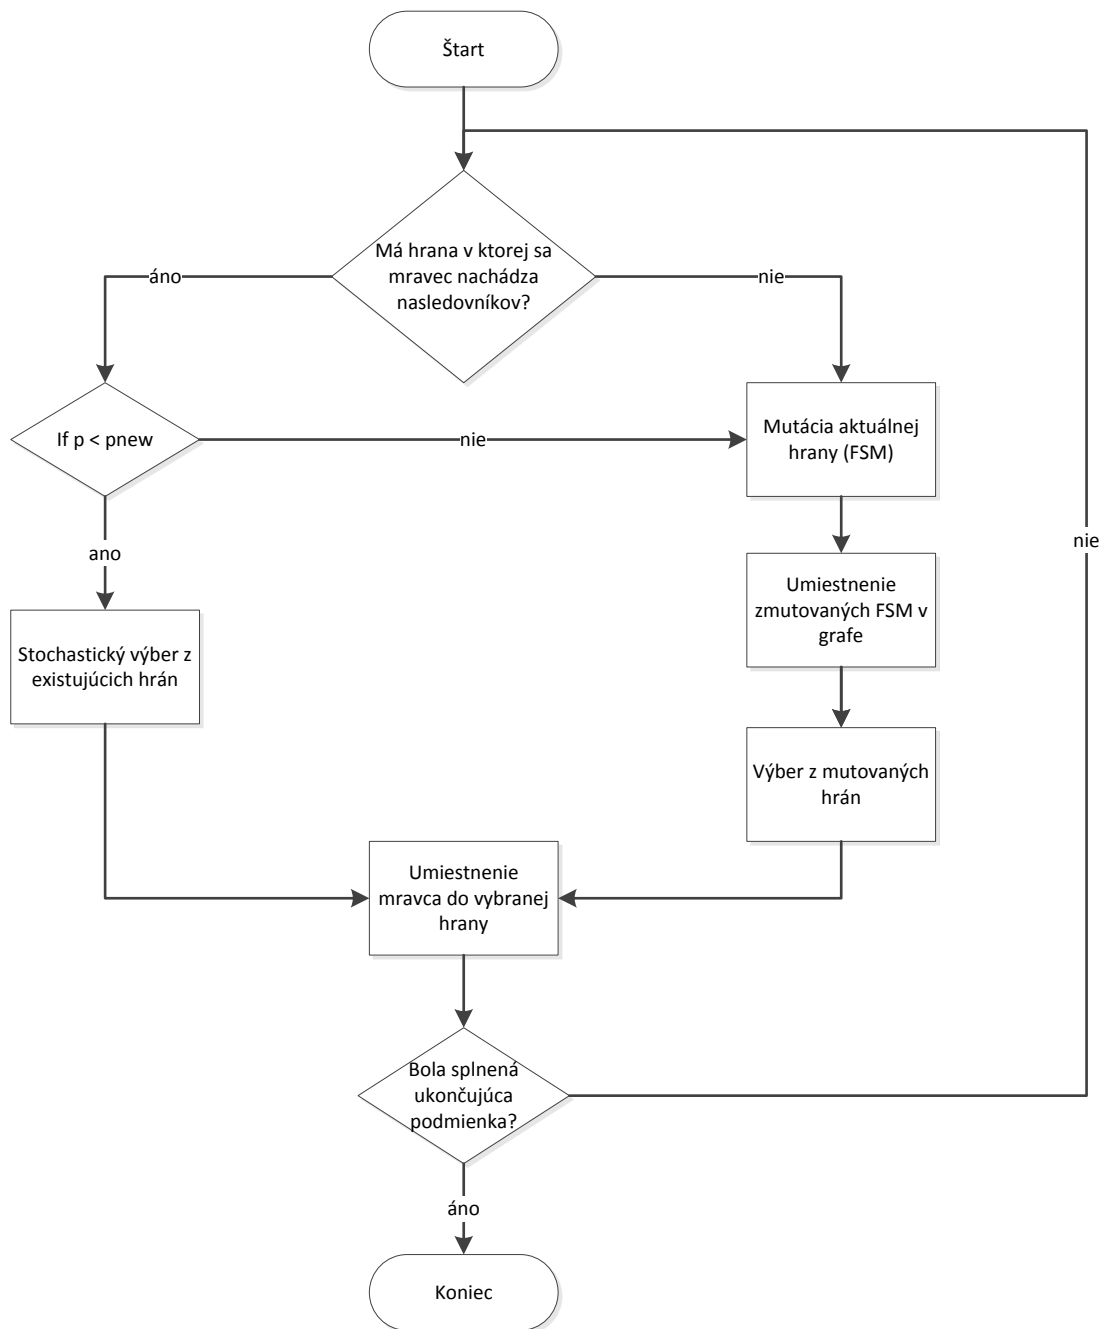 Štart
Má hrana v ktorej sa
mravec nachádza
nasledovníkov?
áno
nie
If p < pnew
nie
Mutácia aktuálnej
hrany (FSM)
ano
nie
Umiestnenie
zmutovaných FSM v
grafe
Stochastický výber z
existujúcich hrán
Výber z mutovaných
hrán
Umiestnenie
mravca do vybranej
hrany
Bola splnená
ukončujúca
podmienka?
áno
Koniec